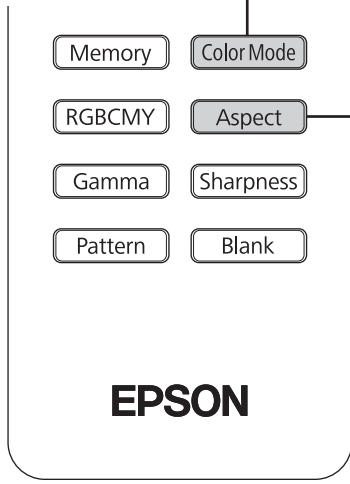 Memory Color Mode
RGBCMY Aspect
Gamma Sharpness
Pattern Blank
EPSON